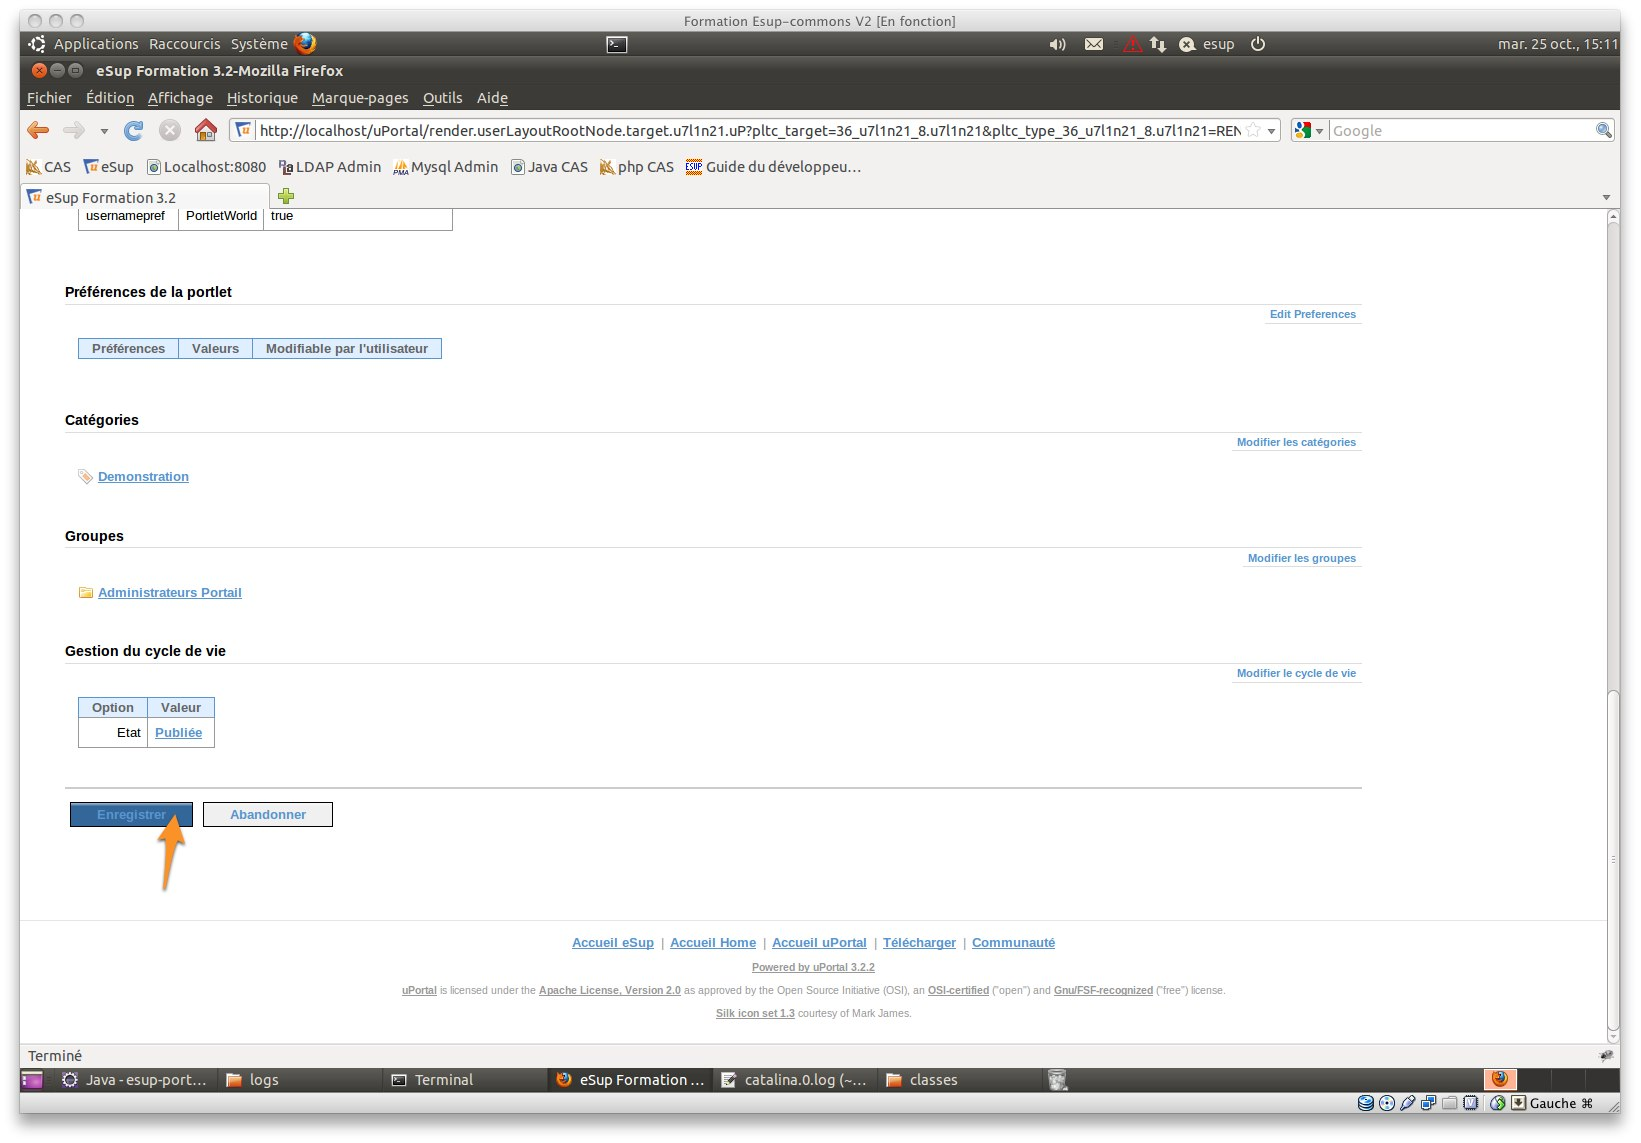 Formation Esup-commons V2 [En fonction]
Applications Raccourcis Système esup mar. 25 oct., 15:11
eSup Formation 3.2-Mozilla Firefox
Fichier Édition Affichage Historique Marque-pages Outils Aide
http://localhost/uPortal/render.userLayoutRootNode.target.u7l1n21.uP?pltc_target=36_u7l1n21_8.u7l1n21&pltc_type_36_u7l1n21_8.u7l1n21=REN Google
CAS eSup Localhost:8080 LDAP Admin Mysql Admin Java CAS php CAS ESUP Guide du développeu...
eSup Formation 3.2
usernamepref PortletWorld true
Préférences de la portlet
Edit Preferences
Préférences Valeurs Modifiable par l'utilisateur
Catégories
Modifier les catégories
Demonstration
Groupes
Modifier les groupes
Administrateurs Portail
Gestion du cycle de vie
Modifier le cycle de vie
Option Valeur
Etat Publiée
Enregistrer Abandonner
Accueil eSup | Accueil Home | Accueil uPortal | Télécharger | Communauté
Powered by uPortal 3.2.2
uPortal is licensed under the Apache License, Version 2.0 as approved by the Open Source Initiative (OSI), an OSI-certified ("open") and Gnu/FSF-recognized ("free") license.
Silk icon set 1.3 courtesy of Mark James.
Terminé
Java - esup-port... logs Terminal eSup Formation ... catalina.0.log (~... classes
Gauche ⌘